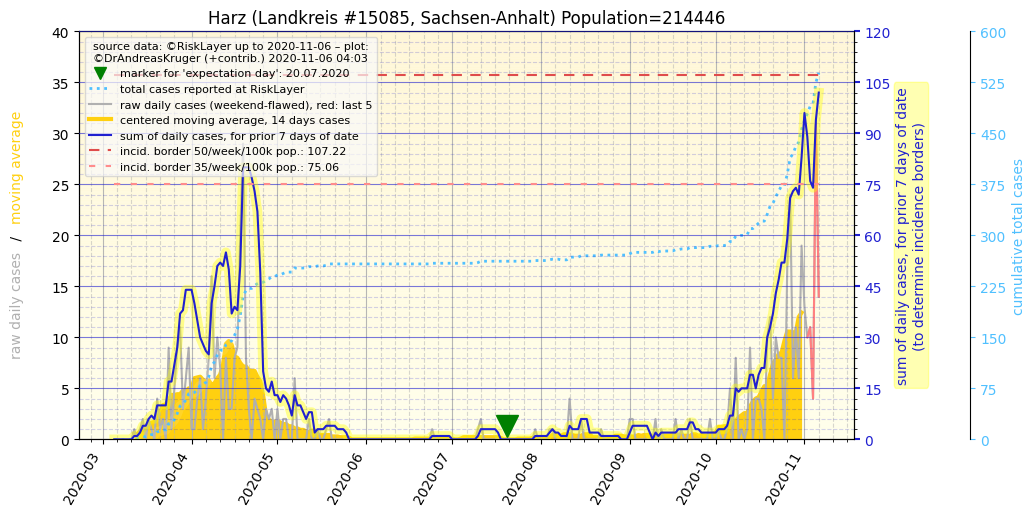 Harz (Landkreis #15085, Sachsen-Anhalt) Population=214446
source data: ©RiskLayer up to 2020-11-06 – plot:
©DrAndreasKruger (+contrib.) 2020-11-06 04:03
marker for 'expectation day': 20.07.2020
total cases reported at RiskLayer
raw daily cases (weekend-flawed), red: last 5
centered moving average, 14 days cases
sum of daily cases, for prior 7 days of date
incid. border 50/week/100k pop.: 107.22
incid. border 35/week/100k pop.: 75.06
raw daily cases / moving average
40
35
30
25
20
15
10
5
0
2020-03
2020-04
2020-05
2020-06
2020-07
2020-08
2020-09
2020-10
2020-11
120
105
90
75
60
45
30
15
0
sum of daily cases, for prior 7 days of date
(to determine incidence borders)
600
525
450
375
300
225
150
75
0
cumulative total cases